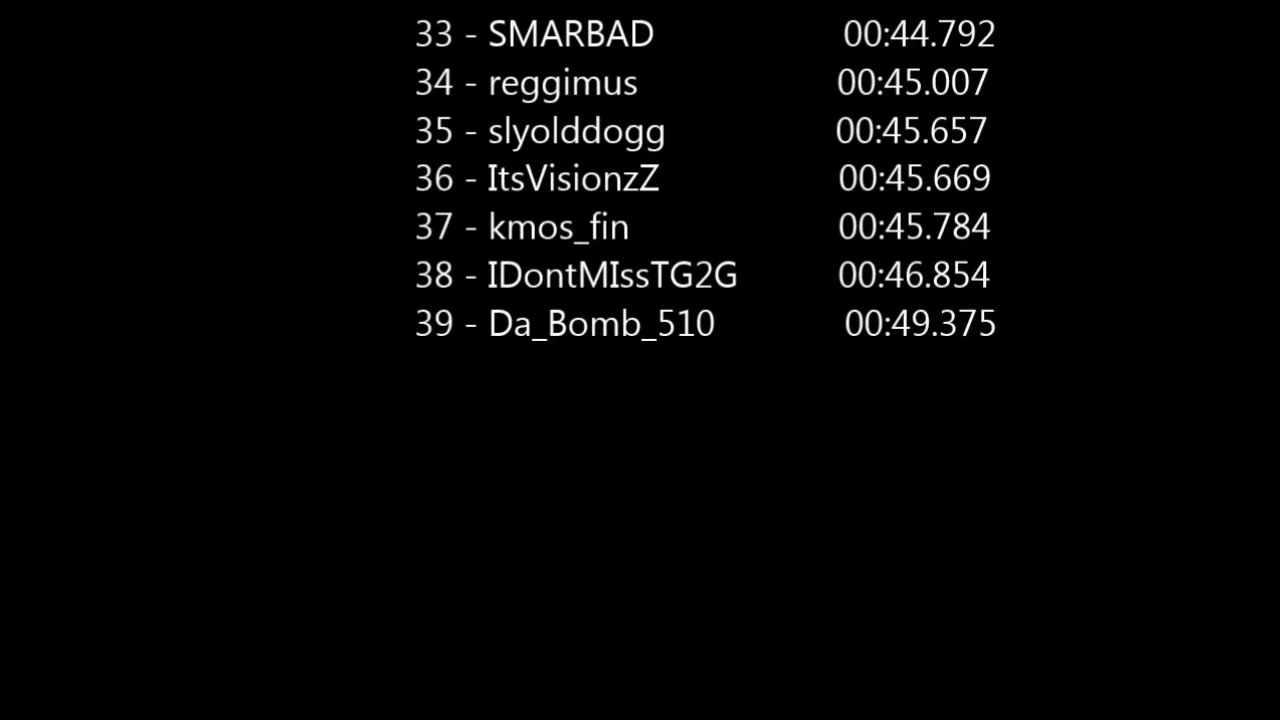 33 - SMARBAD 00:44.792
34 - reggimus 00:45.007
35 - slyolddogg 00:45.657
36 - ItsVisionzZ 00:45.669
37 - kmos_fin 00:45.784
38 - IDontMIssTG2G 00:46.854
39 - Da_Bomb_510 00:49.375